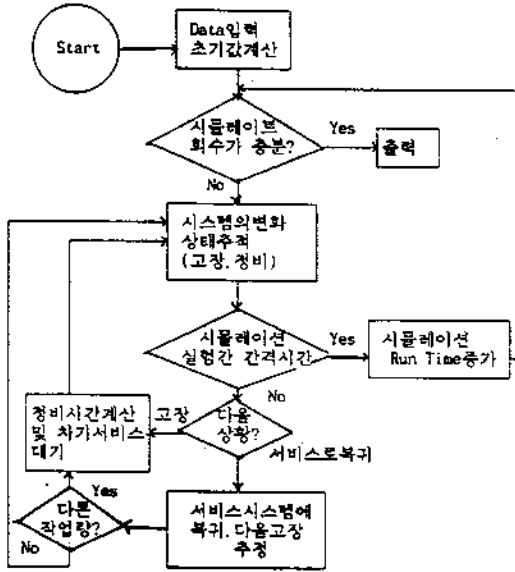 Start
Data입력
초기값계산
시뮬레이트
회수가 충분?
Yes
출력
No
시스템의변화
상태추적
(고장.정비)
시뮬레이션
실험간 간격시간
Yes
시뮬레이션
Run Time증가
No
다음
상황?
고장
정비시간계산
및 차기서비스
대기
서비스로복귀
서비스시스템에
복귀.다음고장
추정
다른
작업량?
Yes
No